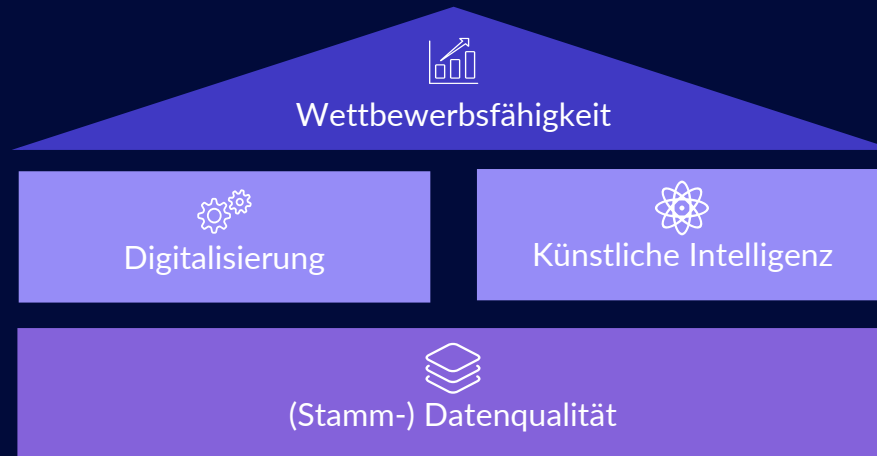 Wettbewerbsfähigkeit
Digitalisierung
Künstliche Intelligenz
(Stamm-) Datenqualität